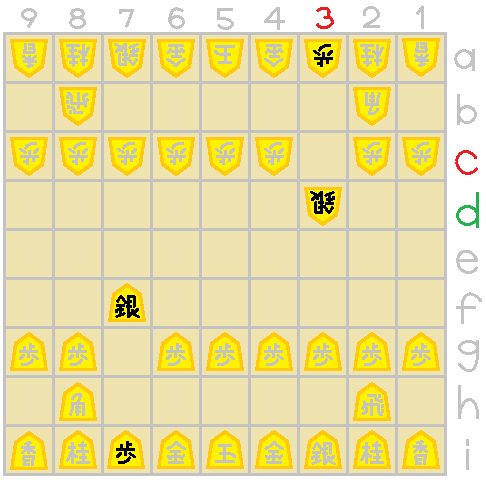 9 8 7 6 5 4 3 2 1
香 桂 銀 金 王 金 歩 桂 香 a
飛 角 b
歩 歩 歩 歩 歩 歩 歩 歩 c
銀 d
e
銀 f
歩 歩 歩 歩 歩 歩 歩 歩 g
角 飛 h
香 桂 歩 金 玉 金 銀 桂 香 i